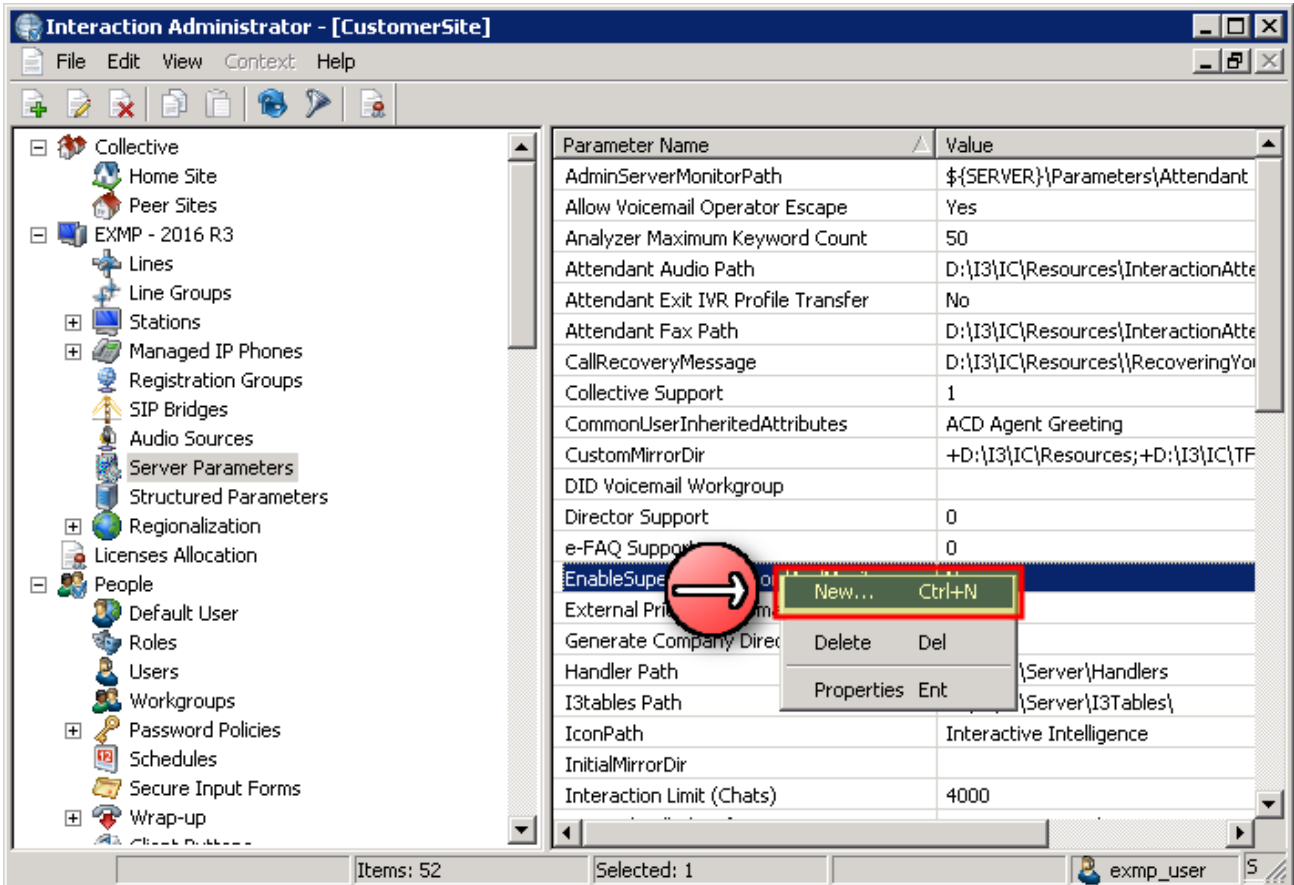 Interaction Administrator - [CustomerSite]
File Edit View Context Help
Collective
Home Site
Peer Sites
EXMP - 2016 R3
Lines
Line Groups
Stations
Managed IP Phones
Registration Groups
SIP Bridges
Audio Sources
Server Parameters
Structured Parameters
Regionalization
Licenses Allocation
People
Default User
Roles
Users
Workgroups
Password Policies
Schedules
Secure Input Forms
Wrap-up
Parameter Name Value
AdminServerMonitorPath ${SERVER}\Parameters\Attendant
Allow Voicemail Operator Escape Yes
Analyzer Maximum Keyword Count 50
Attendant Audio Path D:\I3\IC\Resources\InteractionAtte
Attendant Exit IVR Profile Transfer No
Attendant Fax Path D:\I3\IC\Resources\InteractionAtte
CallRecoveryMessage D:\I3\IC\Resources\\RecoveringYou
Collective Support 1
CommonUserInheritedAttributes ACD Agent Greeting
CustomMirrorDir +D:\I3\IC\Resources;+D:\I3\IC\TF
DID Voicemail Workgroup
Director Support 0
e-FAQ Support 0
EnableSupe
External Pri
Generate Company Direc
Handler Path \Server\Handlers
I3tables Path \Server\I3Tables\
IconPath Interactive Intelligence
InitialMirrorDir
Interaction Limit (Chats) 4000
New... Ctrl+N
Delete Del
Properties Ent
Items: 52 Selected: 1 exmp_user S